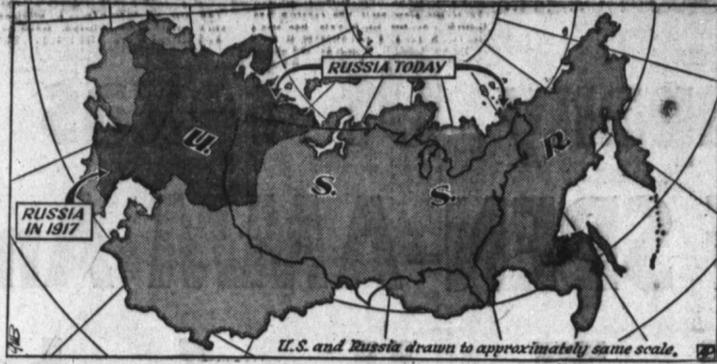 RUSSIA TODAY
U.
S.
S.
R
RUSSIA
IN 1917
U.S. and Russia drawn to approximately same scale.